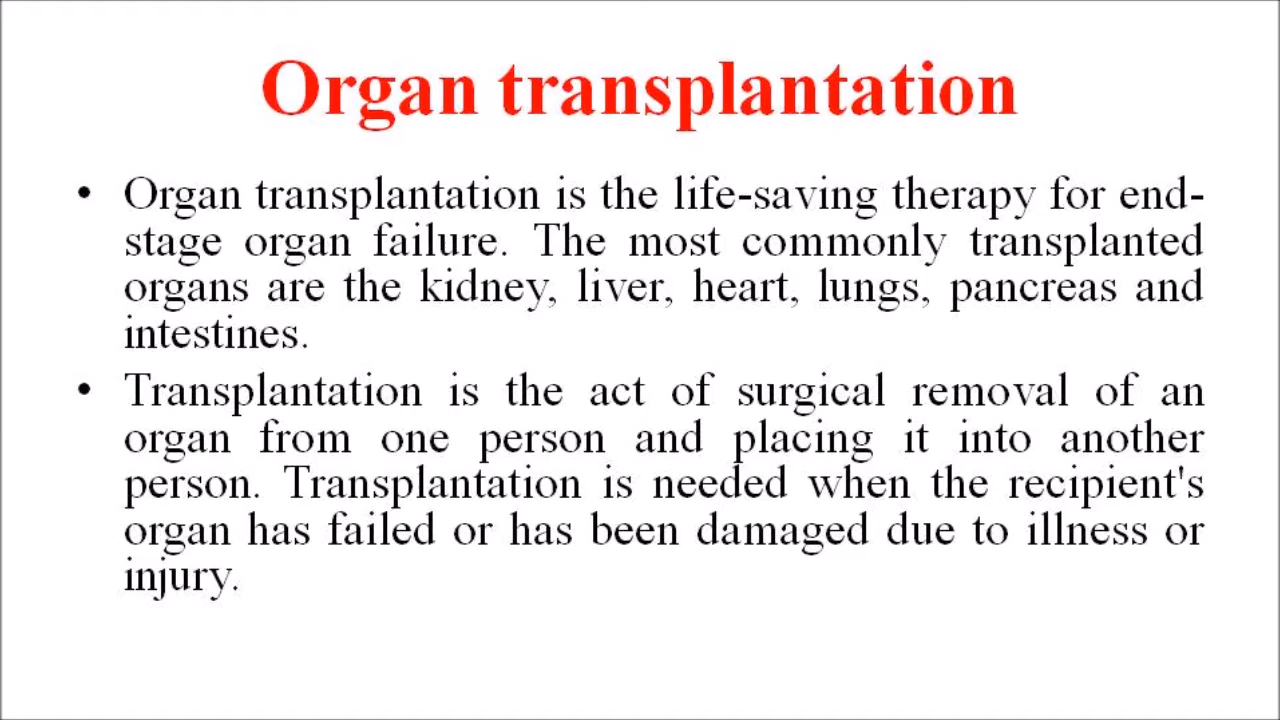 Organ transplantation
• Organ transplantation is the life-saving therapy for end-
stage organ failure. The most commonly transplanted
organs are the kidney, liver, heart, lungs, pancreas and
intestines.
• Transplantation is the act of surgical removal of an
organ from one person and placing it into another
person. Transplantation is needed when the recipient's
organ has failed or has been damaged due to illness or
injury.